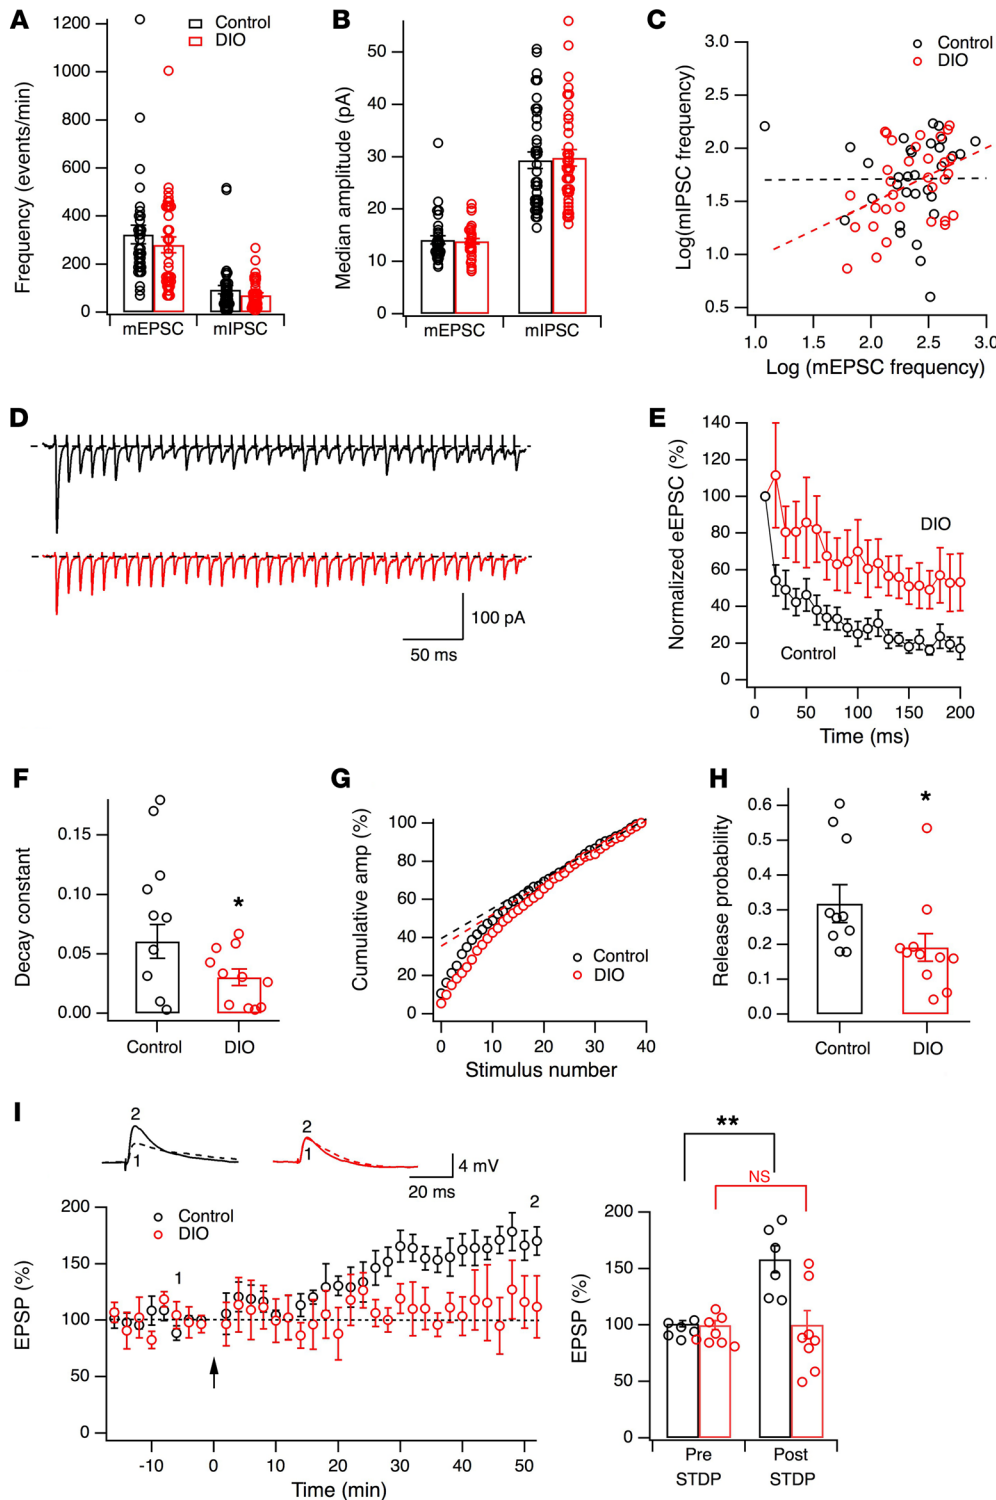 A
Frequency (events/min)
1200
1000
800
600
400
200
0
Control
DIO
mEPSC
mIPSC
B
Median amplitude (pA)
50
40
30
20
10
0
mEPSC
mIPSC
C
Log(mIPSC frequency)
3.0
2.5
2.0
1.5
1.0
0.5
Control
DIO
1.0
1.5
2.0
2.5
3.0
Log (mEPSC frequency)
D
100 pA
50 ms
E
Normalized eEPSC (%)
140
120
100
80
60
40
20
0
DIO
Control
0
50
100
150
200
Time (ms)
F
Decay constant
0.15
0.10
0.05
0.00
*
Control
DIO
G
Cumulative amp (%)
100
80
60
40
20
0
Control
DIO
0
10
20
30
40
Stimulus number
H
Release probability
0.6
0.5
0.4
0.3
0.2
0.1
0.0
*
Control
DIO
I
2
1
2
1
4 mV
20 ms
EPSP (%)
200
150
100
50
0
Control
DIO
1
2
-10
0
10
20
30
40
50
Time (min)
**
NS
EPSP (%)
200
150
100
50
0
Pre
STDP
Post
STDP